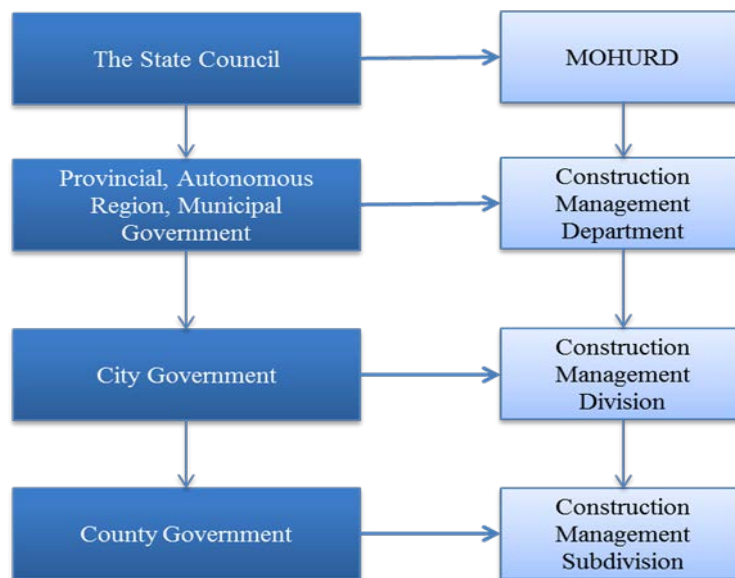 The State Council
MOHURD
Provincial, Autonomous
Region, Municipal
Government
Construction
Management
Department
City Government
Construction
Management
Division
County Government
Construction
Management
Subdivision